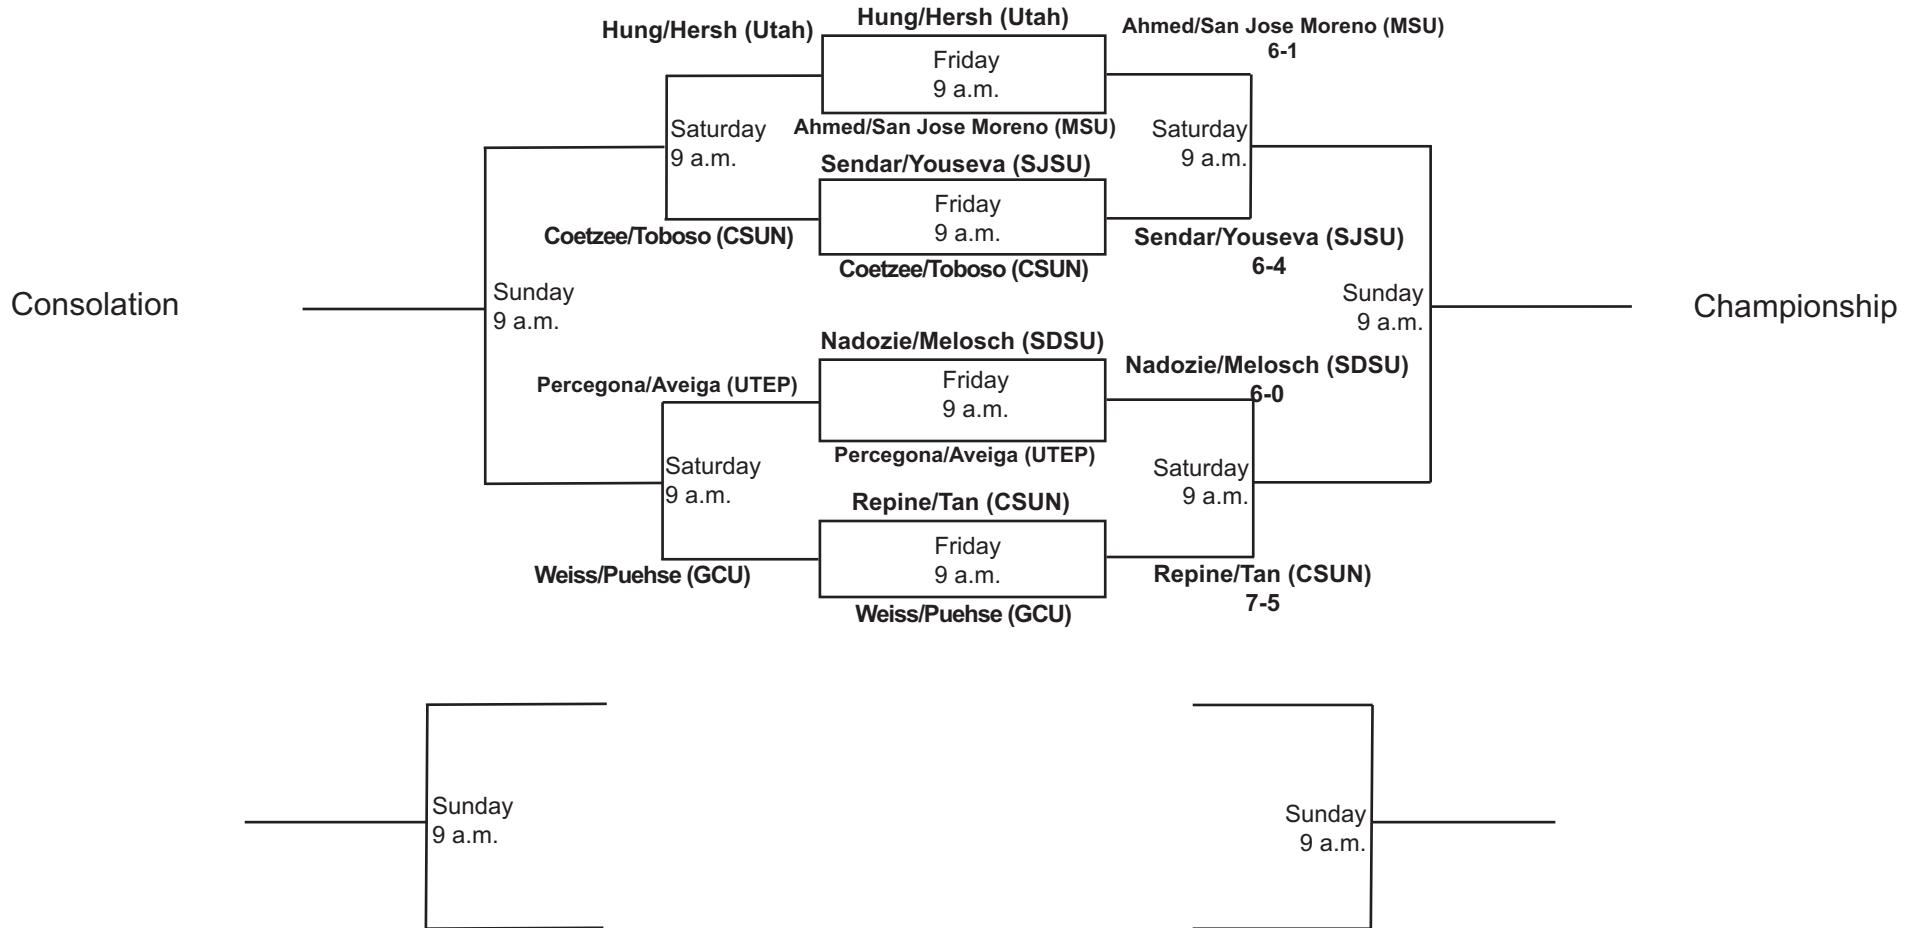 Hung/Hersh (Utah)
Hung/Hersh (Utah)
Ahmed/San Jose Moreno (MSU)
6-1
Friday
9 a.m.
Saturday
9 a.m.
Ahmed/San Jose Moreno (MSU)
Saturday
9 a.m.
Sendar/Youseva (SJSU)
Friday
9 a.m.
Coetzee/Toboso (CSUN)
Sendar/Youseva (SJSU)
6-4
Coetzee/Toboso (CSUN)
Consolation
Sunday
9 a.m.
Sunday
9 a.m.
Championship
Nadozie/Melosch (SDSU)
Nadozie/Melosch (SDSU)
6-0
Percegona/Aveiga (UTEP)
Friday
9 a.m.
Percegona/Aveiga (UTEP)
Saturday
9 a.m.
Saturday
9 a.m.
Repine/Tan (CSUN)
Friday
9 a.m.
Weiss/Puehse (GCU)
Repine/Tan (CSUN)
7-5
Weiss/Puehse (GCU)
Sunday
9 a.m.
Sunday
9 a.m.